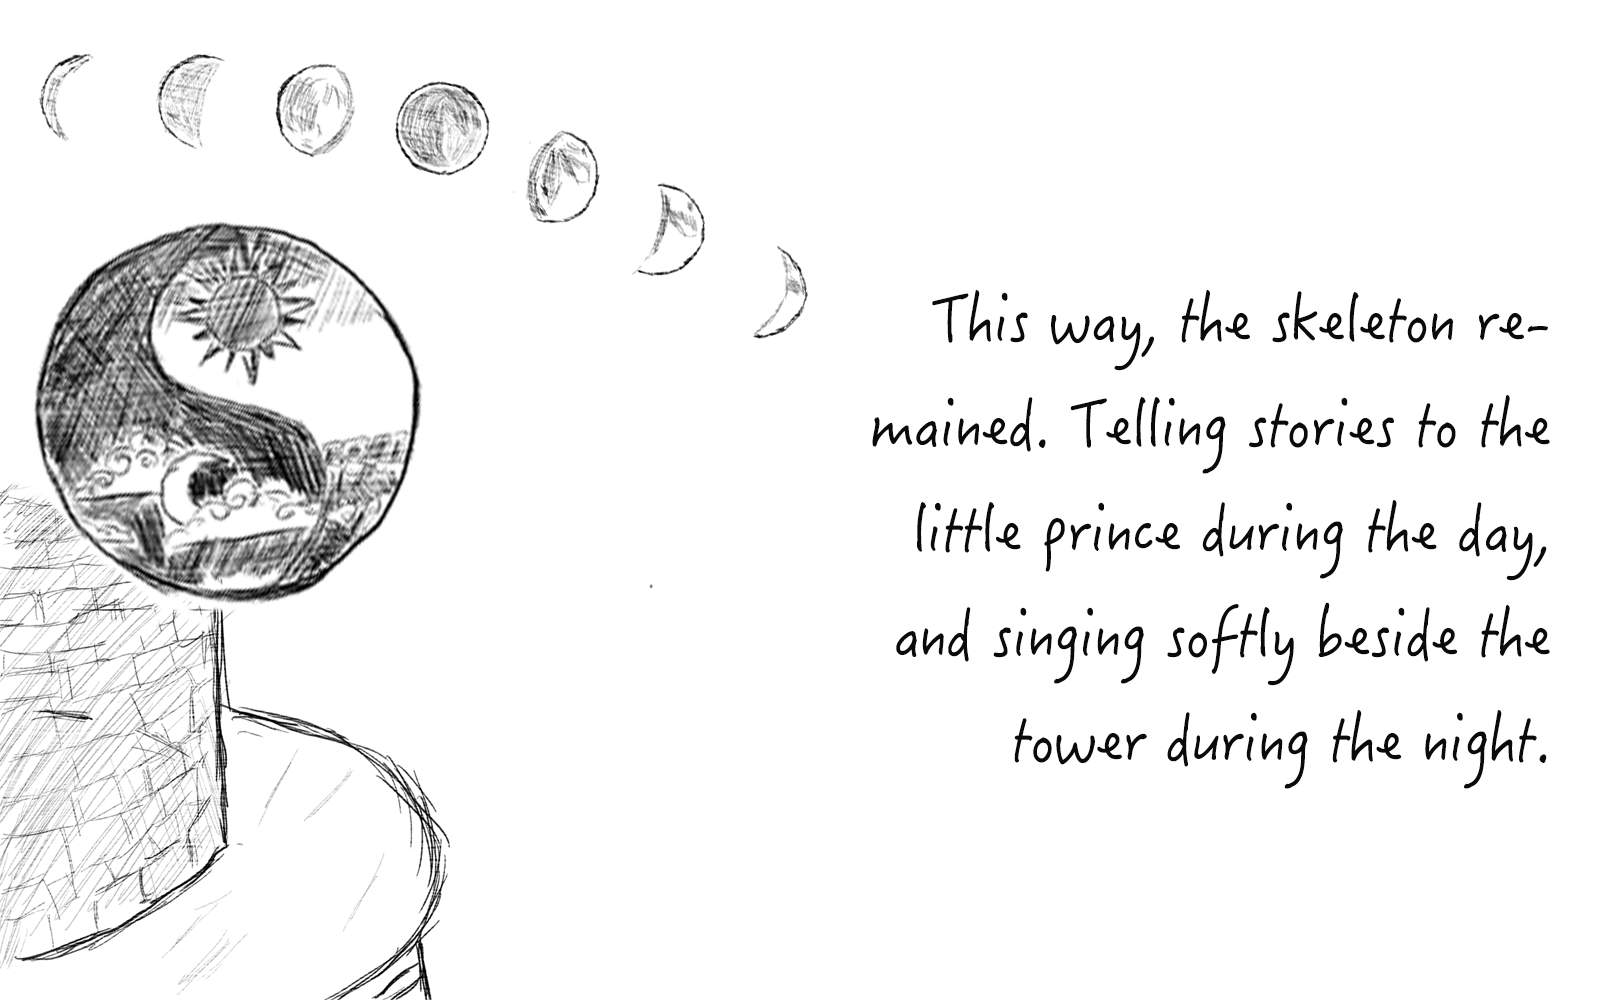 This way, the skeleton re-
mained. Telling stories to the
little prince during the day,
and singing softly beside the
tower during the night.